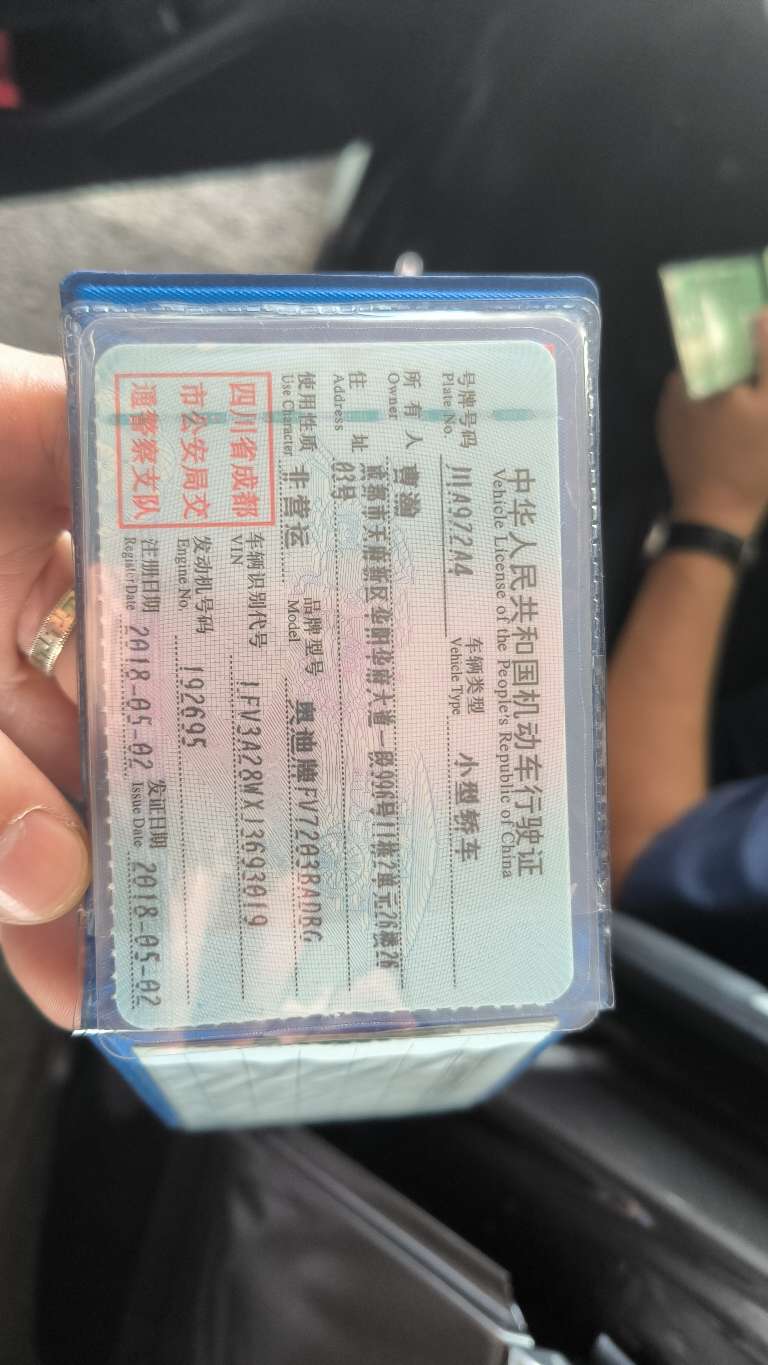 中华人民共和国机动车行驶证
Vehicle License of the People's Republic of China
号牌号码 川A972A4 车辆类型 小型轿车
Plate No. Vehicle Type
所有人 曹瀚
Owner
住址 成都市天府新区华阳华府大道一段996号11栋2单元26楼26
Address 03号
使用性质 非营运 品牌型号 奥迪牌FV7203BADBG
Use Character Model
四川省成都
市公安局交
通警察支队
车辆识别代号 LFV3A28WX13693019
VIN
发动机号码 192695
Engine No.
注册日期 2018-05-02 发证日期 2018-05-02
Register Date Issue Date